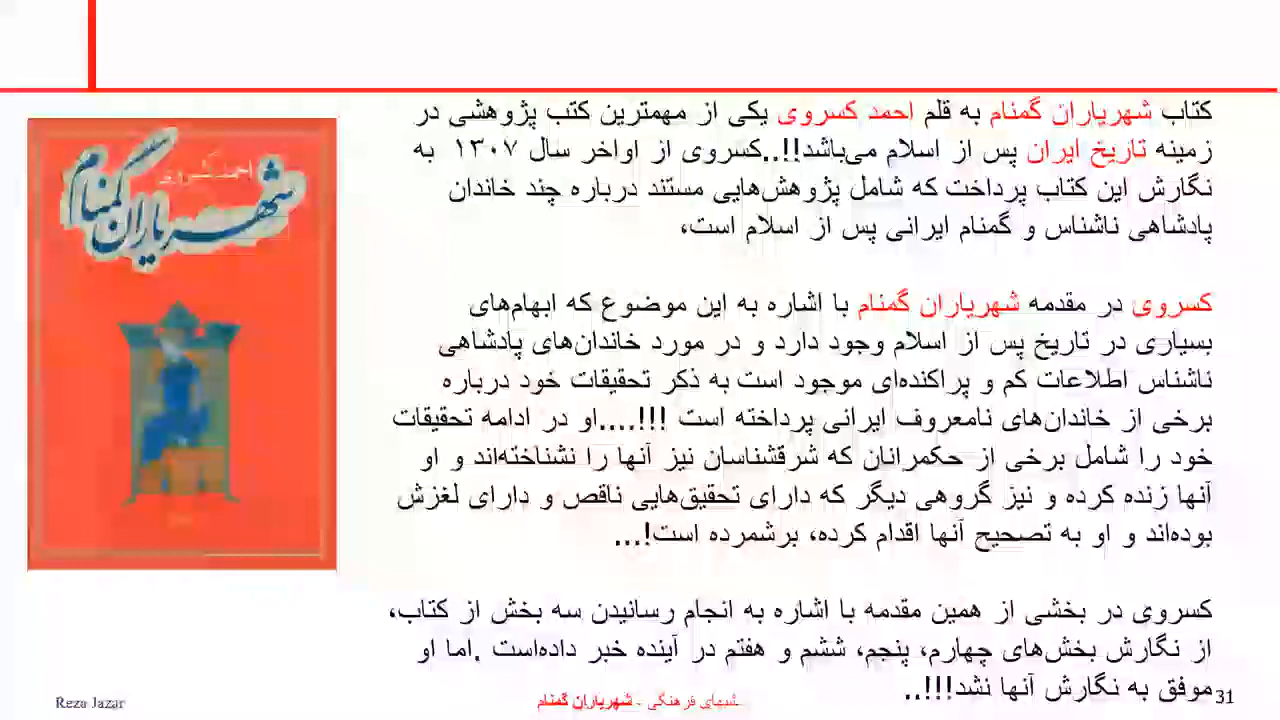 کتاب شهریاران گمنام به قلم احمد کسروی یکی از مهمترین کتب پژوهشی در
زمینه تاریخ ایران پس از اسلام می‌باشد!!..کسروی از اواخر سال ۱۳۰۷ به
نگارش این کتاب پرداخت که شامل پژوهش‌هایی مستند درباره چند خاندان
پادشاهی ناشناس و گمنام ایرانی پس از اسلام است،
کسروی در مقدمه شهریاران گمنام با اشاره به این موضوع که ابهام‌های
بسیاری در تاریخ پس از اسلام وجود دارد و در مورد خاندان‌های پادشاهی
ناشناس اطلاعات کم و پراکنده‌ای موجود است به ذکر تحقیقات خود درباره
برخی از خاندان‌های نامعروف ایرانی پرداخته است !!!....او در ادامه تحقیقات
خود را شامل برخی از حکمرانان که شرقشناسان نیز آنها را نشناخته‌اند و او
آنها زنده کرده و نیز گروهی دیگر که دارای تحقیق‌هایی ناقص و دارای لغزش
بوده‌اند و او به تصحیح آنها اقدام کرده، برشمرده است!...
کسروی در بخشی از همین مقدمه با اشاره به انجام رسانیدن سه بخش از کتاب،
از نگارش بخش‌های چهارم، پنجم، ششم و هفتم در آینده خبر داده‌است .اما او
موفق به نگارش آنها نشد!!!..
احمد کسروی
شهریاران گمنام
Reza Jazar
شبهای فرهنگی - شهریاران گمنام
31